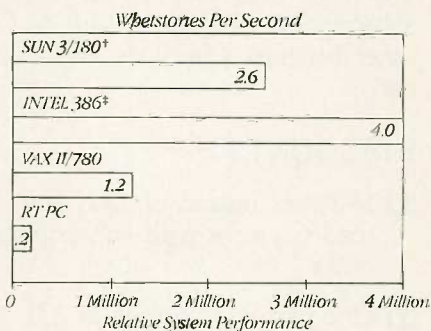 Whetstones Per Second
SUN 3/180†
2.6
INTEL 386‡
4.0
VAX 11/780
1.2
RT PC
.2
0 1 Million 2 Million 3 Million 4 Million
Relative System Performance